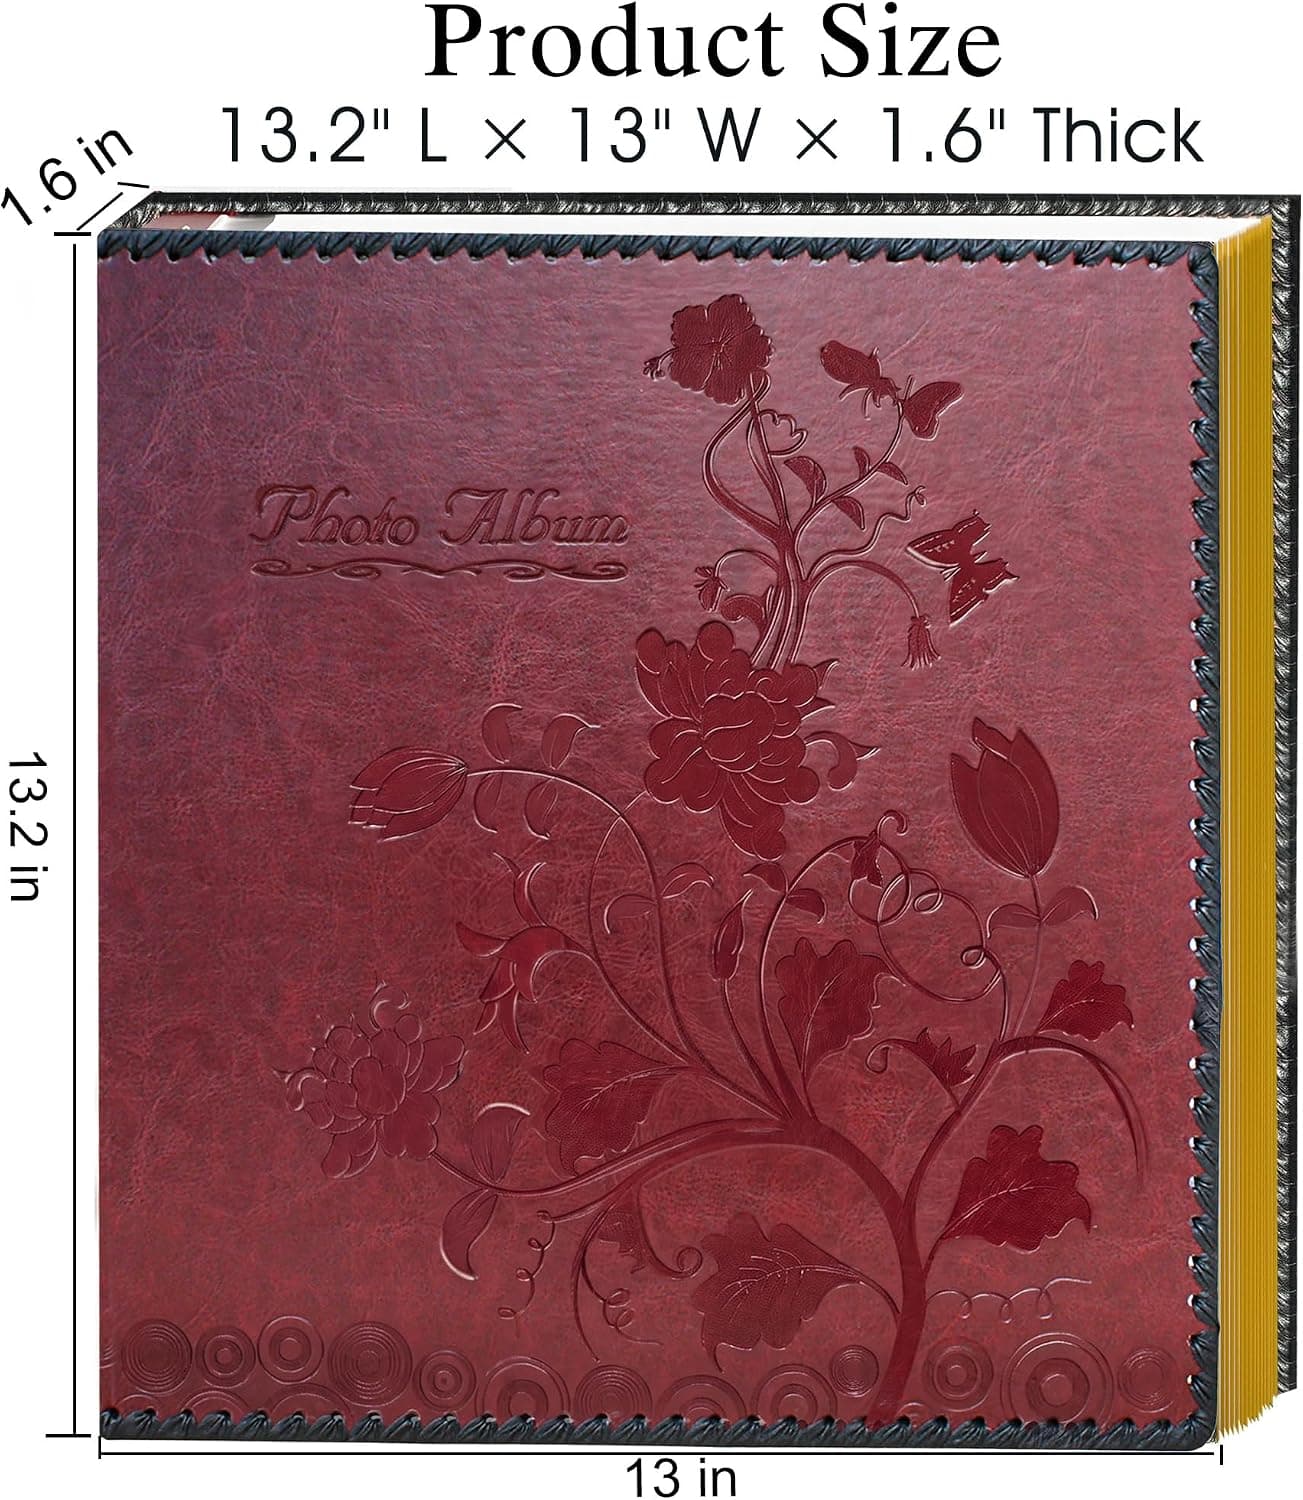 Product Size
13.2" L × 13" W × 1.6" Thick
1.6 in
Photo Album
13.2 in
13 in